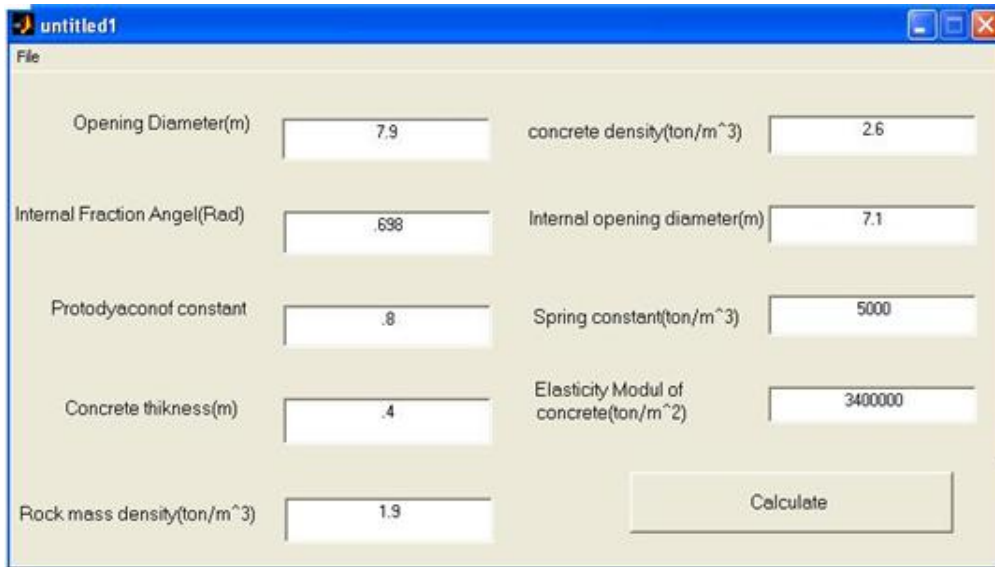 untitled1
File
Opening Diameter(m)
7.9
concrete density(ton/m^3)
2.6
Internal Fraction Angel(Rad)
.698
Internal opening diameter(m)
7.1
Protodyaconof constant
.8
Spring constant(ton/m^3)
5000
Concrete thikness(m)
.4
Elasticity Modul of
concrete(ton/m^2)
3400000
Rock mass density(ton/m^3)
1.9
Calculate